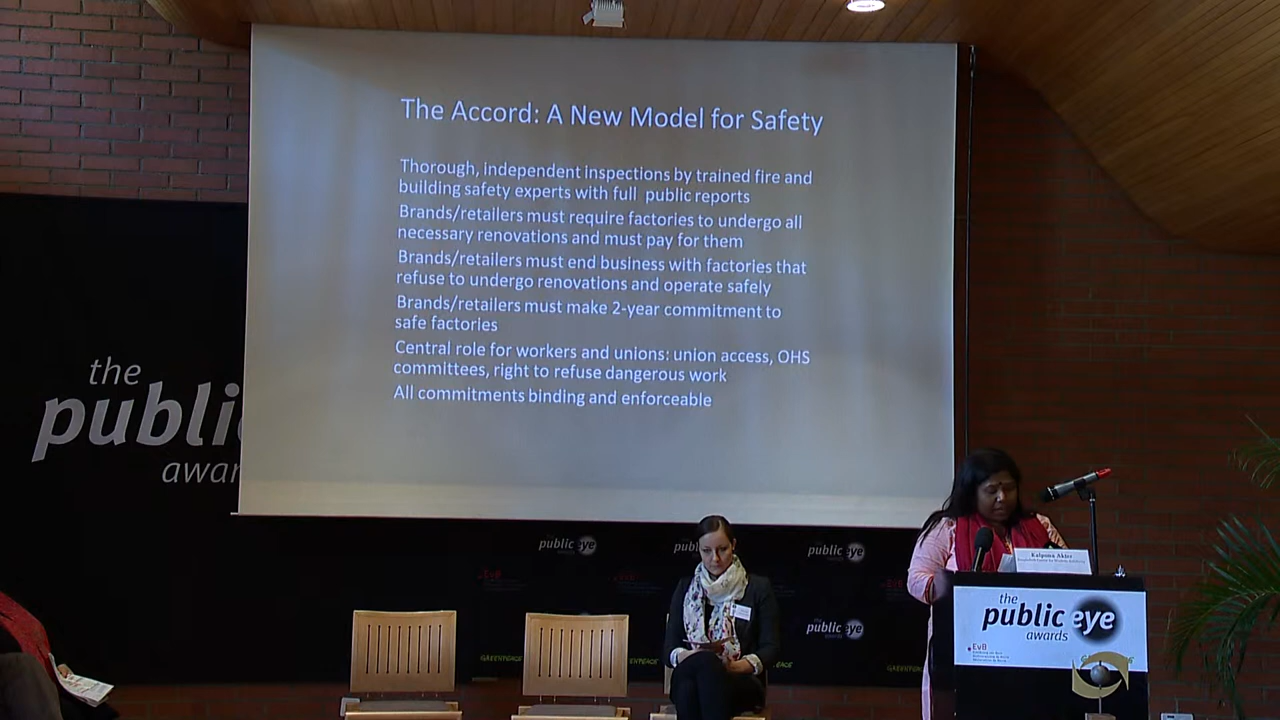 The Accord: A New Model for Safety
Thorough, independent inspections by trained fire and
building safety experts with full public reports
Brands/retailers must require factories to undergo all
necessary renovations and must pay for them
Brands/retailers must end business with factories that
refuse to undergo renovations and operate safely
Brands/retailers must make 2-year commitment to
safe factories
Central role for workers and unions: union access, OHS
committees, right to refuse dangerous work
All commitments binding and enforceable
the
publi
awar
public eye
publ
public eye
public eye
EvB
GREENPEACE
Kalpona Akter
the
public eye
awards
EvB